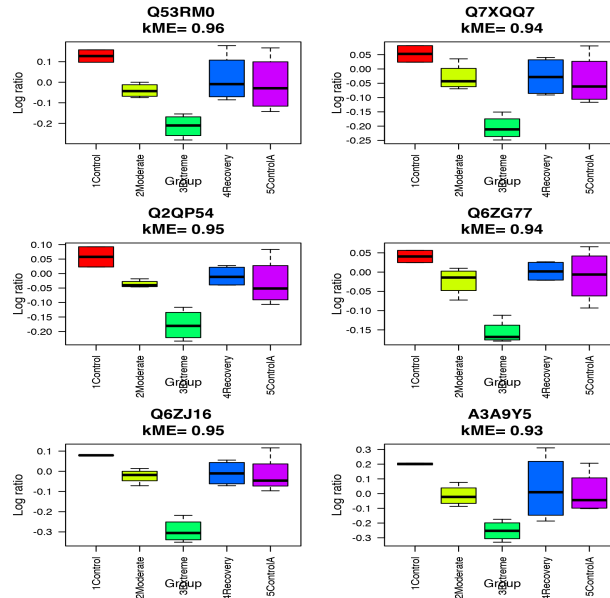 Q53RM0
kME= 0.96
Log ratio
0.1
0.0
-0.1
-0.2
1Control
2Moderate
3Extreme
4Recovery
5ControlA
Group
Q7XQQ7
kME= 0.94
Log ratio
0.05
0.00
-0.05
-0.10
-0.15
-0.20
-0.25
1Control
2Moderate
3Extreme
4Recovery
5ControlA
Group
Q2QP54
kME= 0.95
Log ratio
0.10
0.05
0.00
-0.05
-0.10
-0.15
-0.20
1Control
2Moderate
3Extreme
4Recovery
5ControlA
Group
Q6ZG77
kME= 0.94
Log ratio
0.05
0.00
-0.05
-0.15
1Control
2Moderate
3Extreme
4Recovery
5ControlA
Group
Q6ZJ16
kME= 0.95
Log ratio
0.1
0.0
-0.1
-0.3
1Control
2Moderate
3Extreme
4Recovery
5ControlA
Group
A3A9Y5
kME= 0.93
Log ratio
0.3
0.2
0.1
0.0
-0.1
-0.2
-0.3
1Control
2Moderate
3Extreme
4Recovery
5ControlA
Group